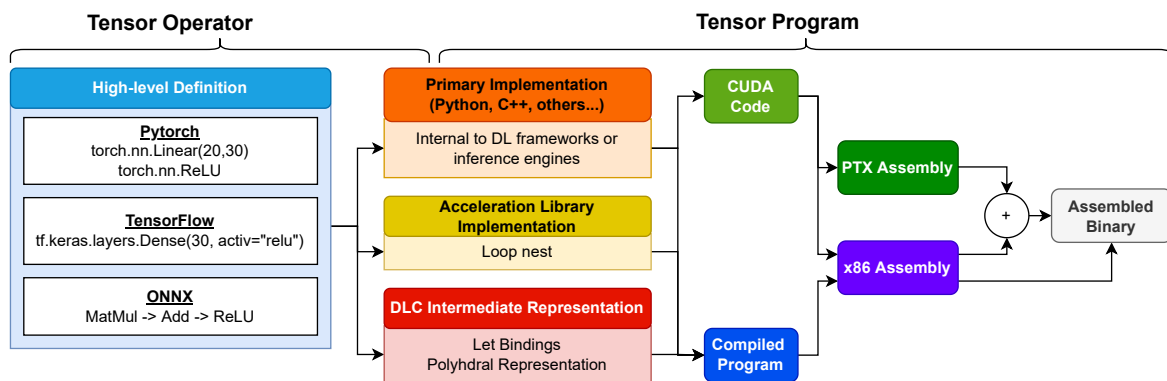 Tensor Operator
Tensor Program
High-level Definition
Pytorch
torch.nn.Linear(20,30)
torch.nn.ReLU
TensorFlow
tf.keras.layers.Dense(30, activ="relu")
ONNX
MatMul -> Add -> ReLU
Primary Implementation
(Python, C++, others...)
Internal to DL frameworks or
inference engines
Acceleration Library
Implementation
Loop nest
DLC Intermediate Representation
Let Bindings
Polyhdral Representation
CUDA
Code
Compiled
Program
PTX Assembly
x86 Assembly
+
Assembled
Binary